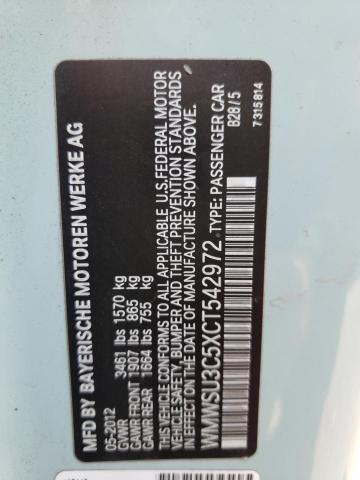 MFD BY BAYERISCHE MOTOREN WERKE AG
05-2012
GVWR 3461 lbs 1570 kg
GAWR FRONT 1907 lbs 865 kg
GAWR REAR 1664 lbs 755 kg
THIS VEHICLE CONFORMS TO ALL APPLICABLE U.S. FEDERAL MOTOR
VEHICLE SAFETY, BUMPER AND THEFT PREVENTION STANDARDS
IN EFFECT ON THE DATE OF MANUFACTURE SHOWN ABOVE.
WMWSU3C5XCT542972 TYPE: PASSENGER CAR
B28/5
7315814